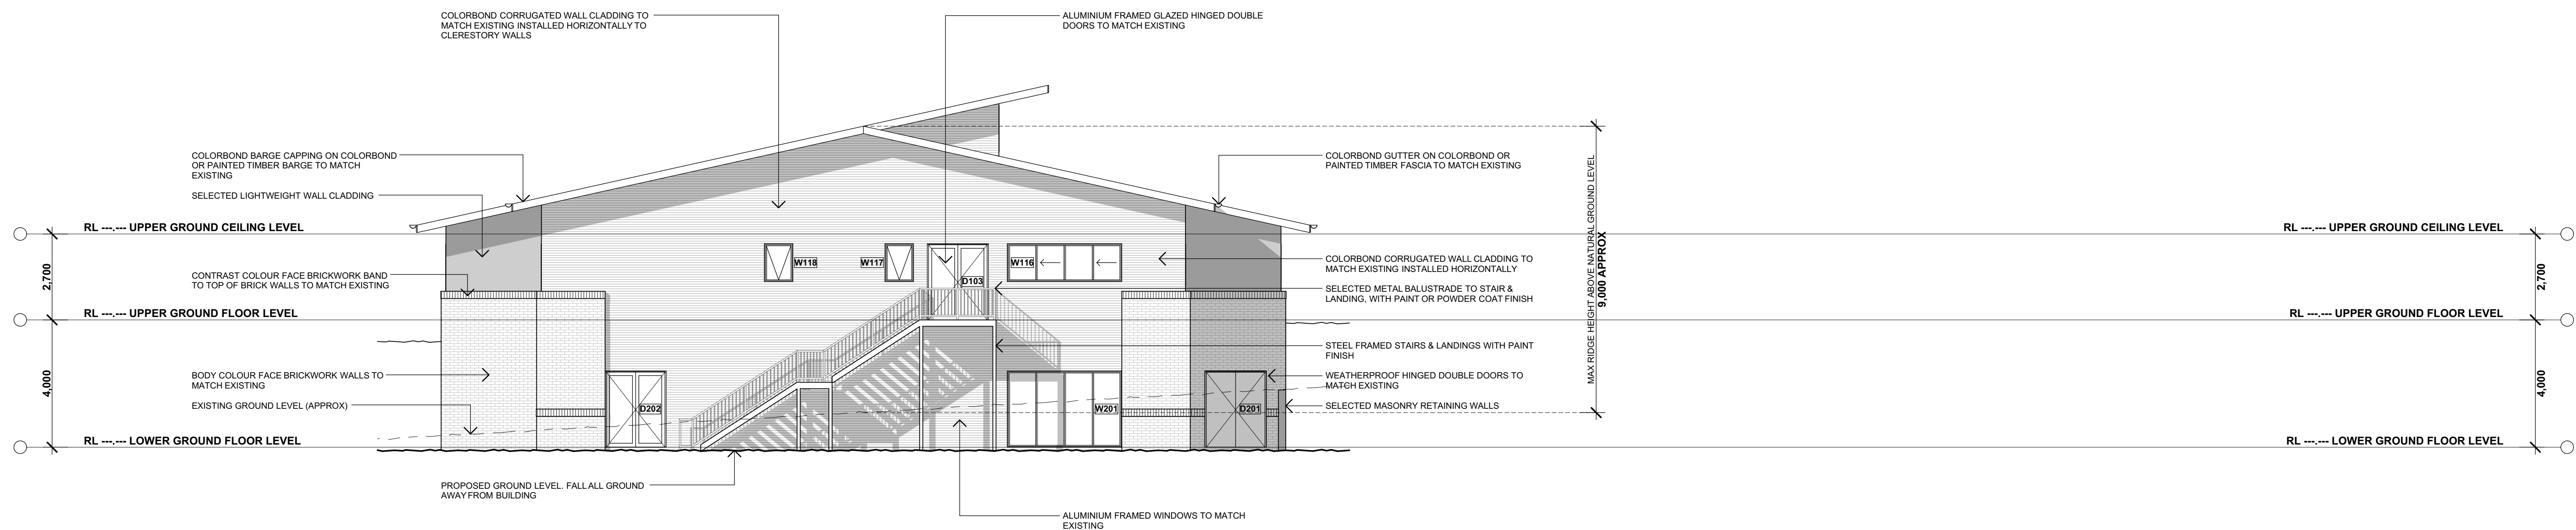 COLORBOND CORRUGATED WALL CLADDING TO
MATCH EXISTING INSTALLED HORIZONTALLY TO
CLERESTORY WALLS
ALUMINIUM FRAMED GLAZED HINGED DOUBLE
DOORS TO MATCH EXISTING
COLORBOND BARGE CAPPING ON COLORBOND
OR PAINTED TIMBER BARGE TO MATCH
EXISTING
SELECTED LIGHTWEIGHT WALL CLADDING
RL ---.--- UPPER GROUND CEILING LEVEL
2,700
CONTRAST COLOUR FACE BRICKWORK BAND
TO TOP OF BRICK WALLS TO MATCH EXISTING
RL ---.--- UPPER GROUND FLOOR LEVEL
4,000
BODY COLOUR FACE BRICKWORK WALLS TO
MATCH EXISTING
EXISTING GROUND LEVEL (APPROX)
RL ---.--- LOWER GROUND FLOOR LEVEL
PROPOSED GROUND LEVEL. FALL ALL GROUND
AWAY FROM BUILDING
W118
W117
D103
W116
D202
W201
D201
COLORBOND GUTTER ON COLORBOND OR
PAINTED TIMBER FASCIA TO MATCH EXISTING
COLORBOND CORRUGATED WALL CLADDING TO
MATCH EXISTING INSTALLED HORIZONTALLY
SELECTED METAL BALUSTRADE TO STAIR &
LANDING, WITH PAINT OR POWDER COAT FINISH
STEEL FRAMED STAIRS & LANDINGS WITH PAINT
FINISH
WEATHERPROOF HINGED DOUBLE DOORS TO
MATCH EXISTING
SELECTED MASONRY RETAINING WALLS
ALUMINIUM FRAMED WINDOWS TO MATCH
EXISTING
MAX RIDGE HEIGHT ABOVE NATURAL GROUND LEVEL
9,000 APPROX
RL ---.--- UPPER GROUND CEILING LEVEL
2,700
RL ---.--- UPPER GROUND FLOOR LEVEL
4,000
RL ---.--- LOWER GROUND FLOOR LEVEL